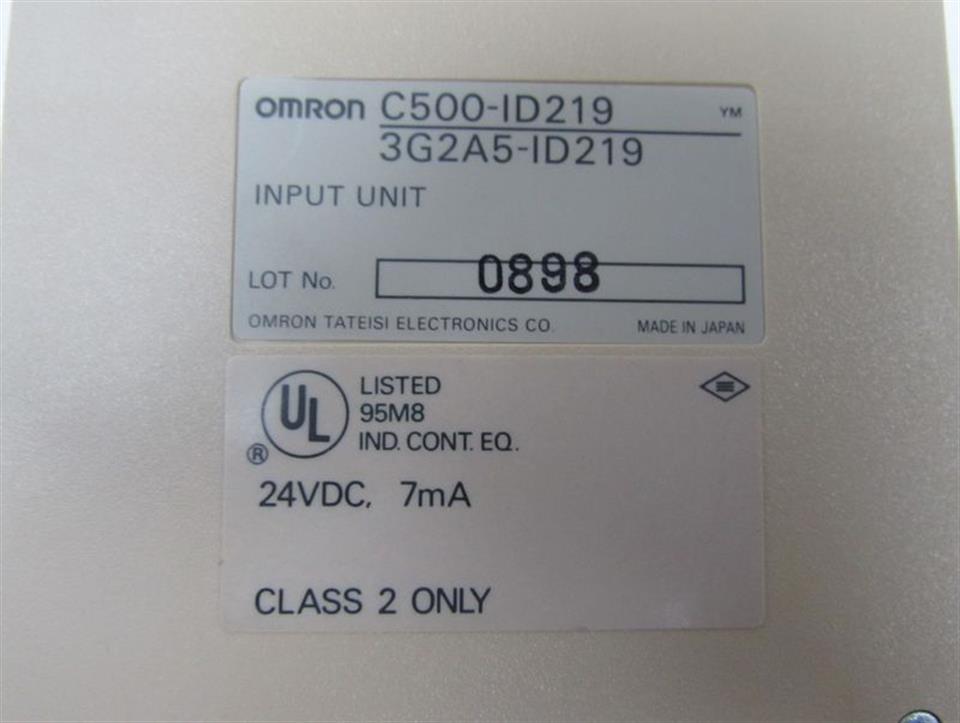 OMRON C500-ID219 YM
3G2A5-ID219
INPUT UNIT
LOT No. 0898
OMRON TATEISI ELECTRONICS CO. MADE IN JAPAN
UL LISTED
95M8
® IND. CONT. EQ.
24VDC, 7mA
CLASS 2 ONLY